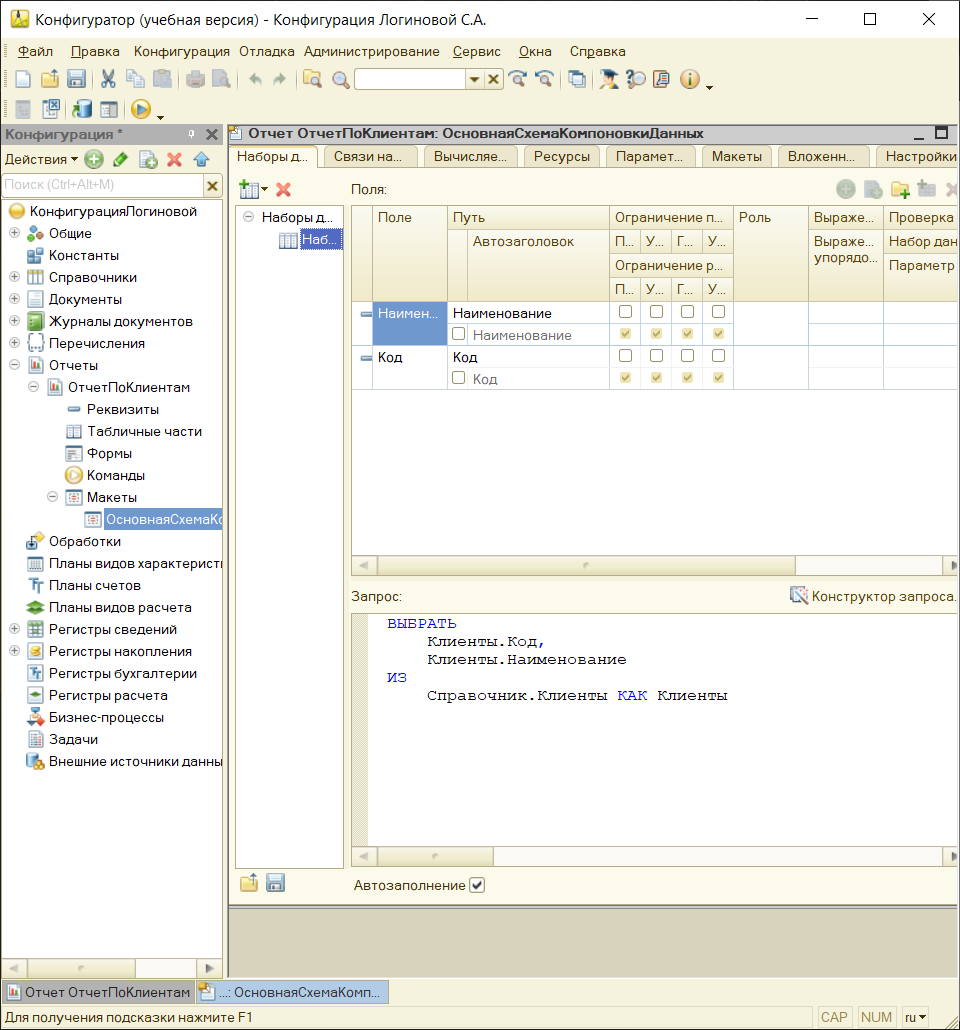 Конфигуратор (учебная версия) - Конфигурация Логиновой С.А.
Файл Правка Конфигурация Отладка Администрирование Сервис Окна Справка
Конфигурация *
Действия
Поиск (Ctrl+Alt+M)
КонфигурацияЛогиновой
Общие
Константы
Справочники
Документы
Журналы документов
Перечисления
Отчеты
ОтчетПоКлиентам
Реквизиты
Табличные части
Формы
Команды
Макеты
ОсновнаяСхемаКо
Обработки
Планы видов характеристи
Планы счетов
Планы видов расчета
Регистры сведений
Регистры накопления
Регистры бухгалтерии
Регистры расчета
Бизнес-процессы
Задачи
Внешние источники данны
Отчет ОтчетПоКлиентам: ОсновнаяСхемаКомпоновкиДанных
Наборы д... Связи на... Вычисляе... Ресурсы Парамет... Макеты Вложенн... Настройки
Наборы д...
Наб...
Поля:
Поле Путь Ограничение п... Роль Выраже... Проверка
Автозаголовок П... У... Г... У... Выраже... упорядо... Набор дан
Ограничение р... Параметр
П... У... Г... У...
Наимен... Наименование
Наименование
Код Код
Код
Запрос:
Конструктор запроса.
ВЫБРАТЬ
Клиенты.Код,
Клиенты.Наименование
ИЗ
Справочник.Клиенты КАК Клиенты
Автозаполнение
Отчет ОтчетПоКлиентам ...: ОсновнаяСхемаКомп...
Для получения подсказки нажмите F1 CAP NUM ru